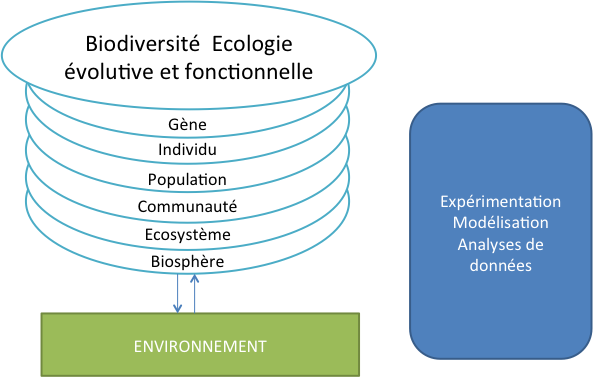 Biodiversité Ecologie
évolutive et fonctionnelle
Gène
Individu
Population
Communauté
Ecosystème
Biosphère
ENVIRONNEMENT
Expérimentation
Modélisation
Analyses de
données